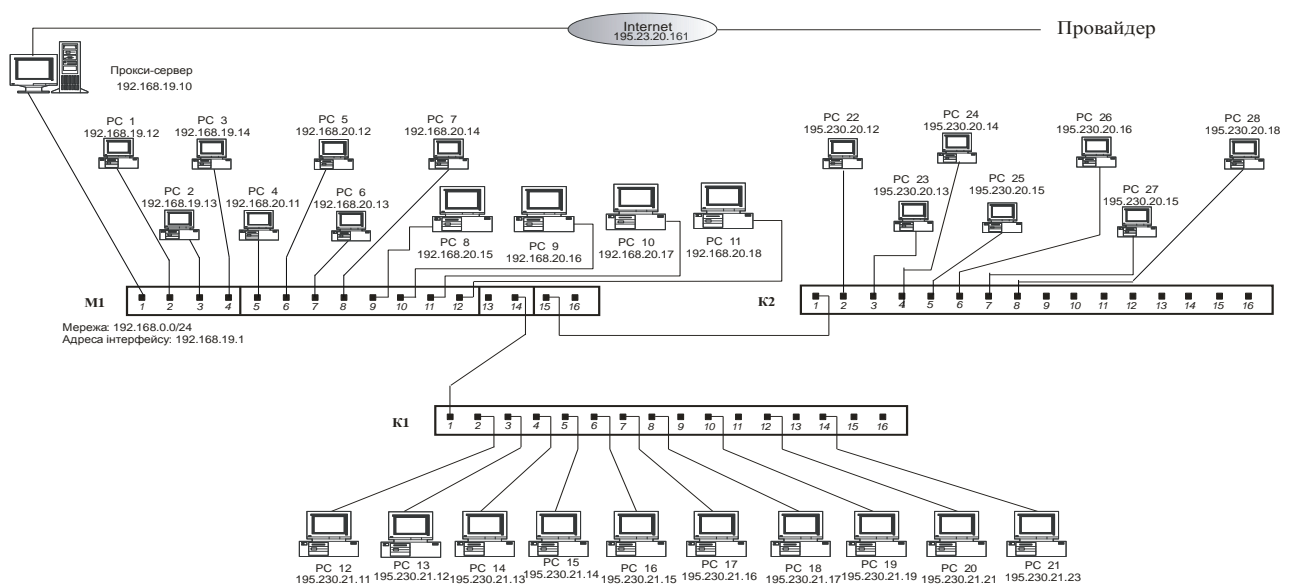 Internet
195.23.20.161
Провайдер
Прокси-сервер
192.168.19.10
PC 1
192.168.19.12
PC 3
192.168.19.14
PC 5
192.168.20.12
PC 7
192.168.20.14
PC 22
195.230.20.12
PC 24
195.230.20.14
PC 26
195.230.20.16
PC 28
195.230.20.18
PC 2
192.168.19.13
PC 4
192.168.20.11
PC 6
192.168.20.13
PC 23
195.230.20.13
PC 25
195.230.20.15
PC 27
195.230.20.15
PC 8
192.168.20.15
PC 9
192.168.20.16
PC 10
192.168.20.17
PC 11
192.168.20.18
М1
1 2 3 4 5 6 7 8 9 10 11 12 13 14 15 16
К2
1 2 3 4 5 6 7 8 9 10 11 12 13 14 15 16
Мережа: 192.168.0.0/24
Адреса інтерфейсу: 192.168.19.1
К1
1 2 3 4 5 6 7 8 9 10 11 12 13 14 15 16
PC 12
195.230.21.11
PC 13
195.230.21.12
PC 14
195.230.21.13
PC 15
195.230.21.14
PC 16
195.230.21.15
PC 17
195.230.21.16
PC 18
195.230.21.17
PC 19
195.230.21.19
PC 20
195.230.21.21
PC 21
195.230.21.23